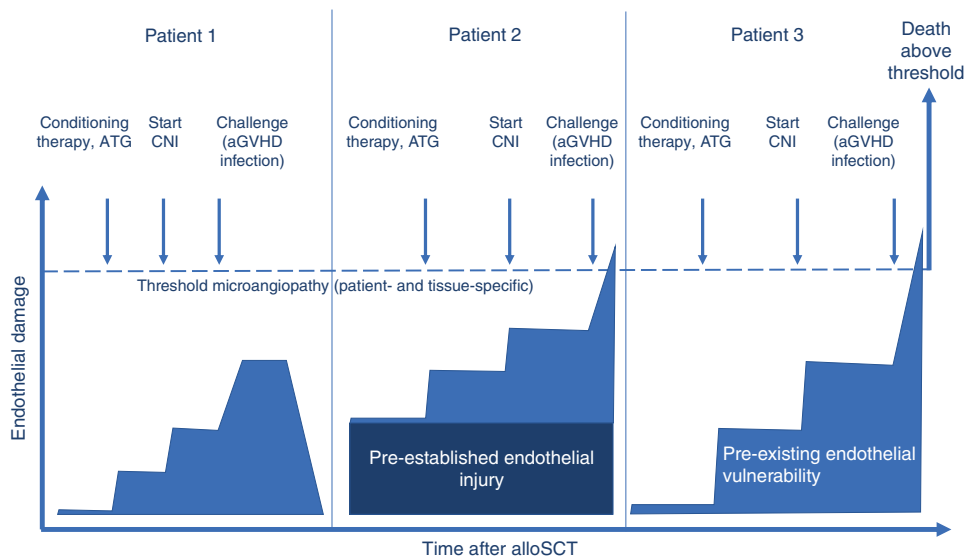 Patient 1
Patient 2
Patient 3
Death
above
threshold
Conditioning
therapy, ATG
Start
CNI
Challenge
(aGVHD
infection)
Conditioning
therapy, ATG
Start
CNI
Challenge
(aGVHD
infection)
Conditioning
therapy, ATG
Start
CNI
Challenge
(aGVHD
infection)
Threshold microangiopathy (patient- and tissue-specific)
Endothelial damage
Pre-established endothelial
injury
Pre-existing endothelial
vulnerability
Time after alloSCT